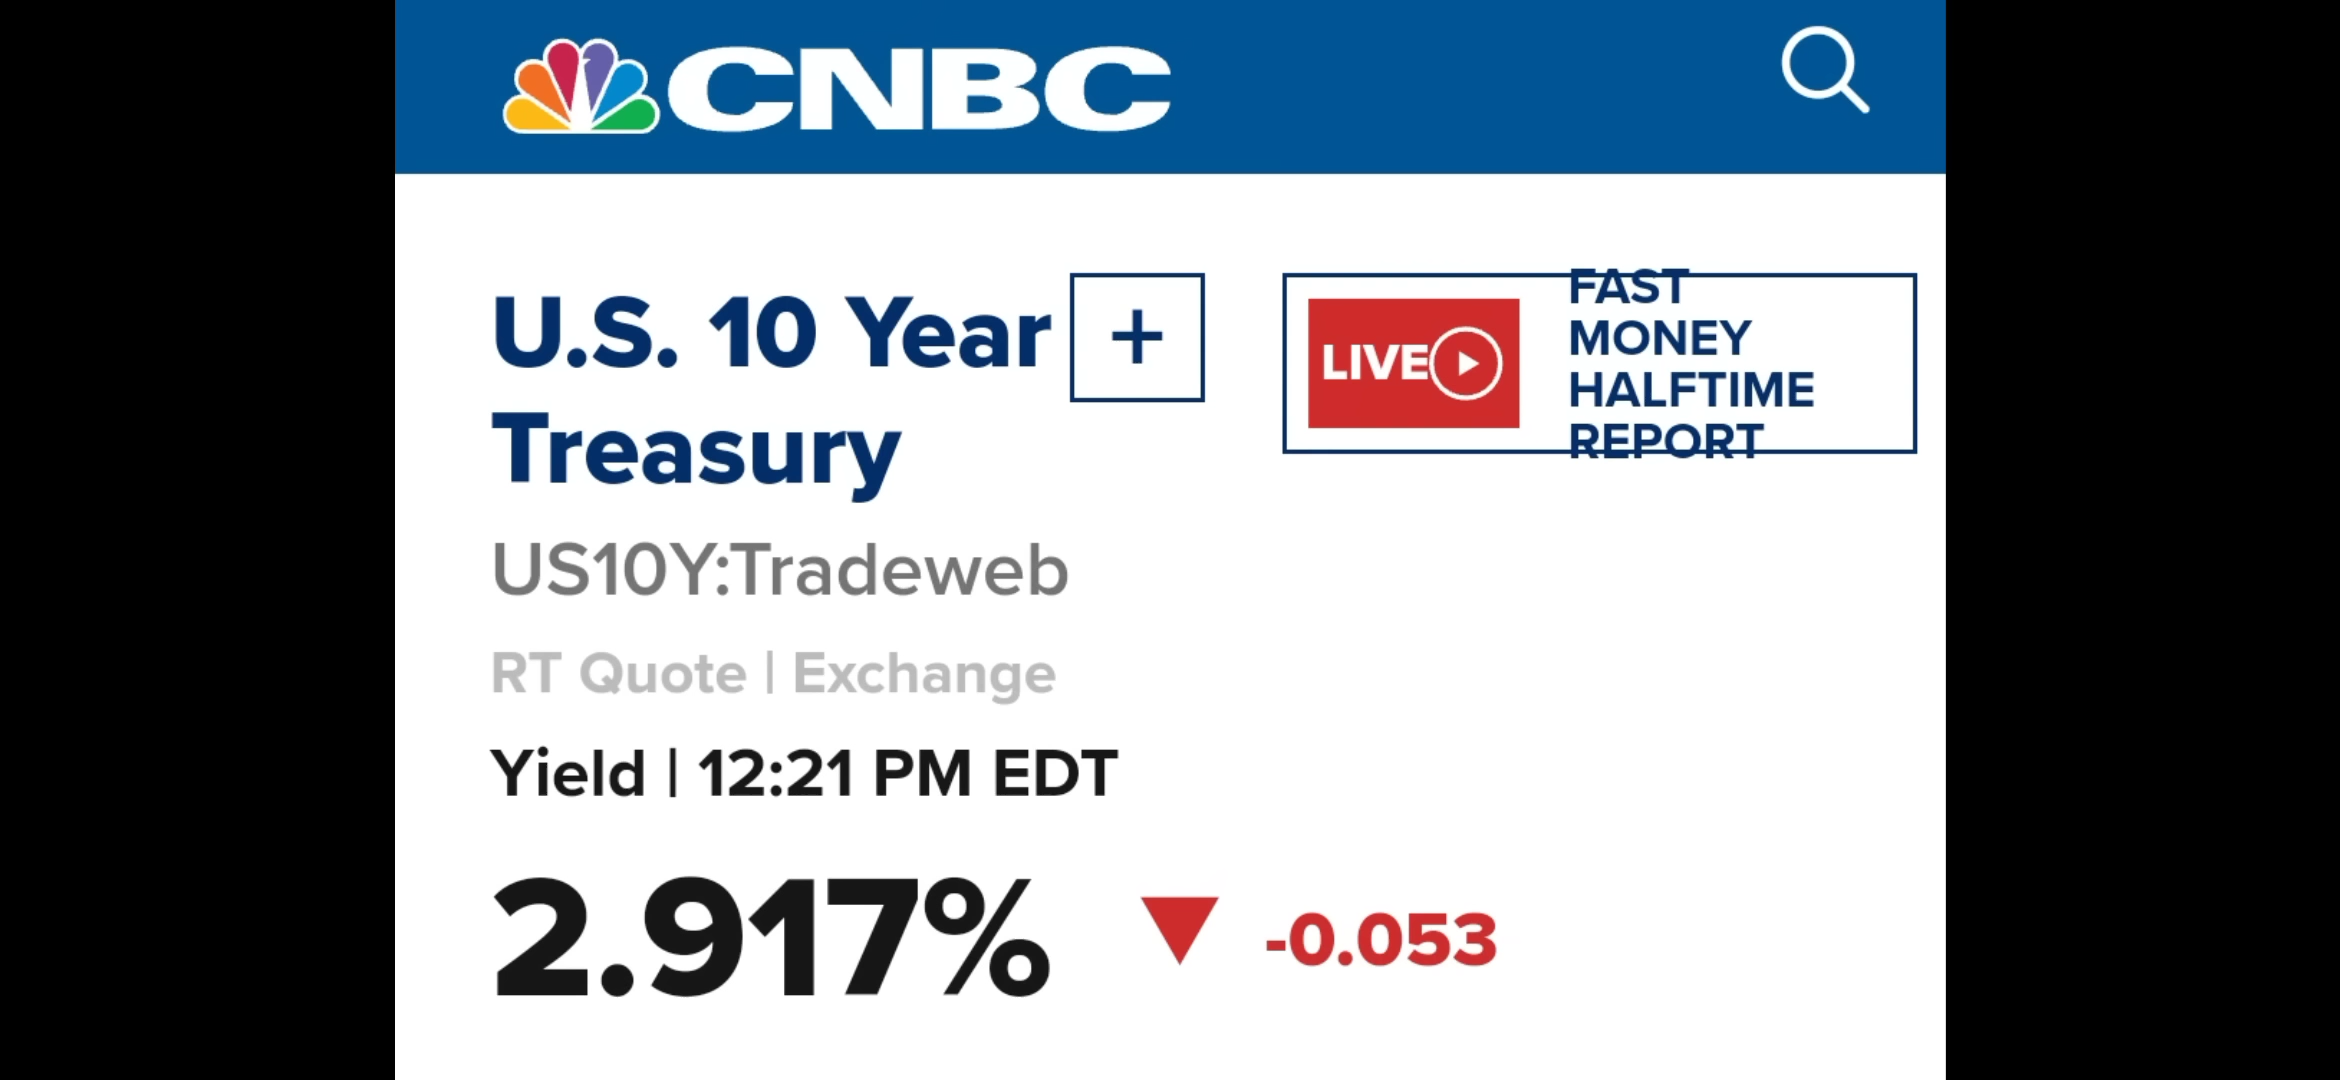 CNBC
U.S. 10 Year
Treasury
+
LIVE
FAST
MONEY
HALFTIME
REPORT
US10Y:Tradeweb
RT Quote | Exchange
Yield | 12:21 PM EDT
2.917% ▼ -0.053